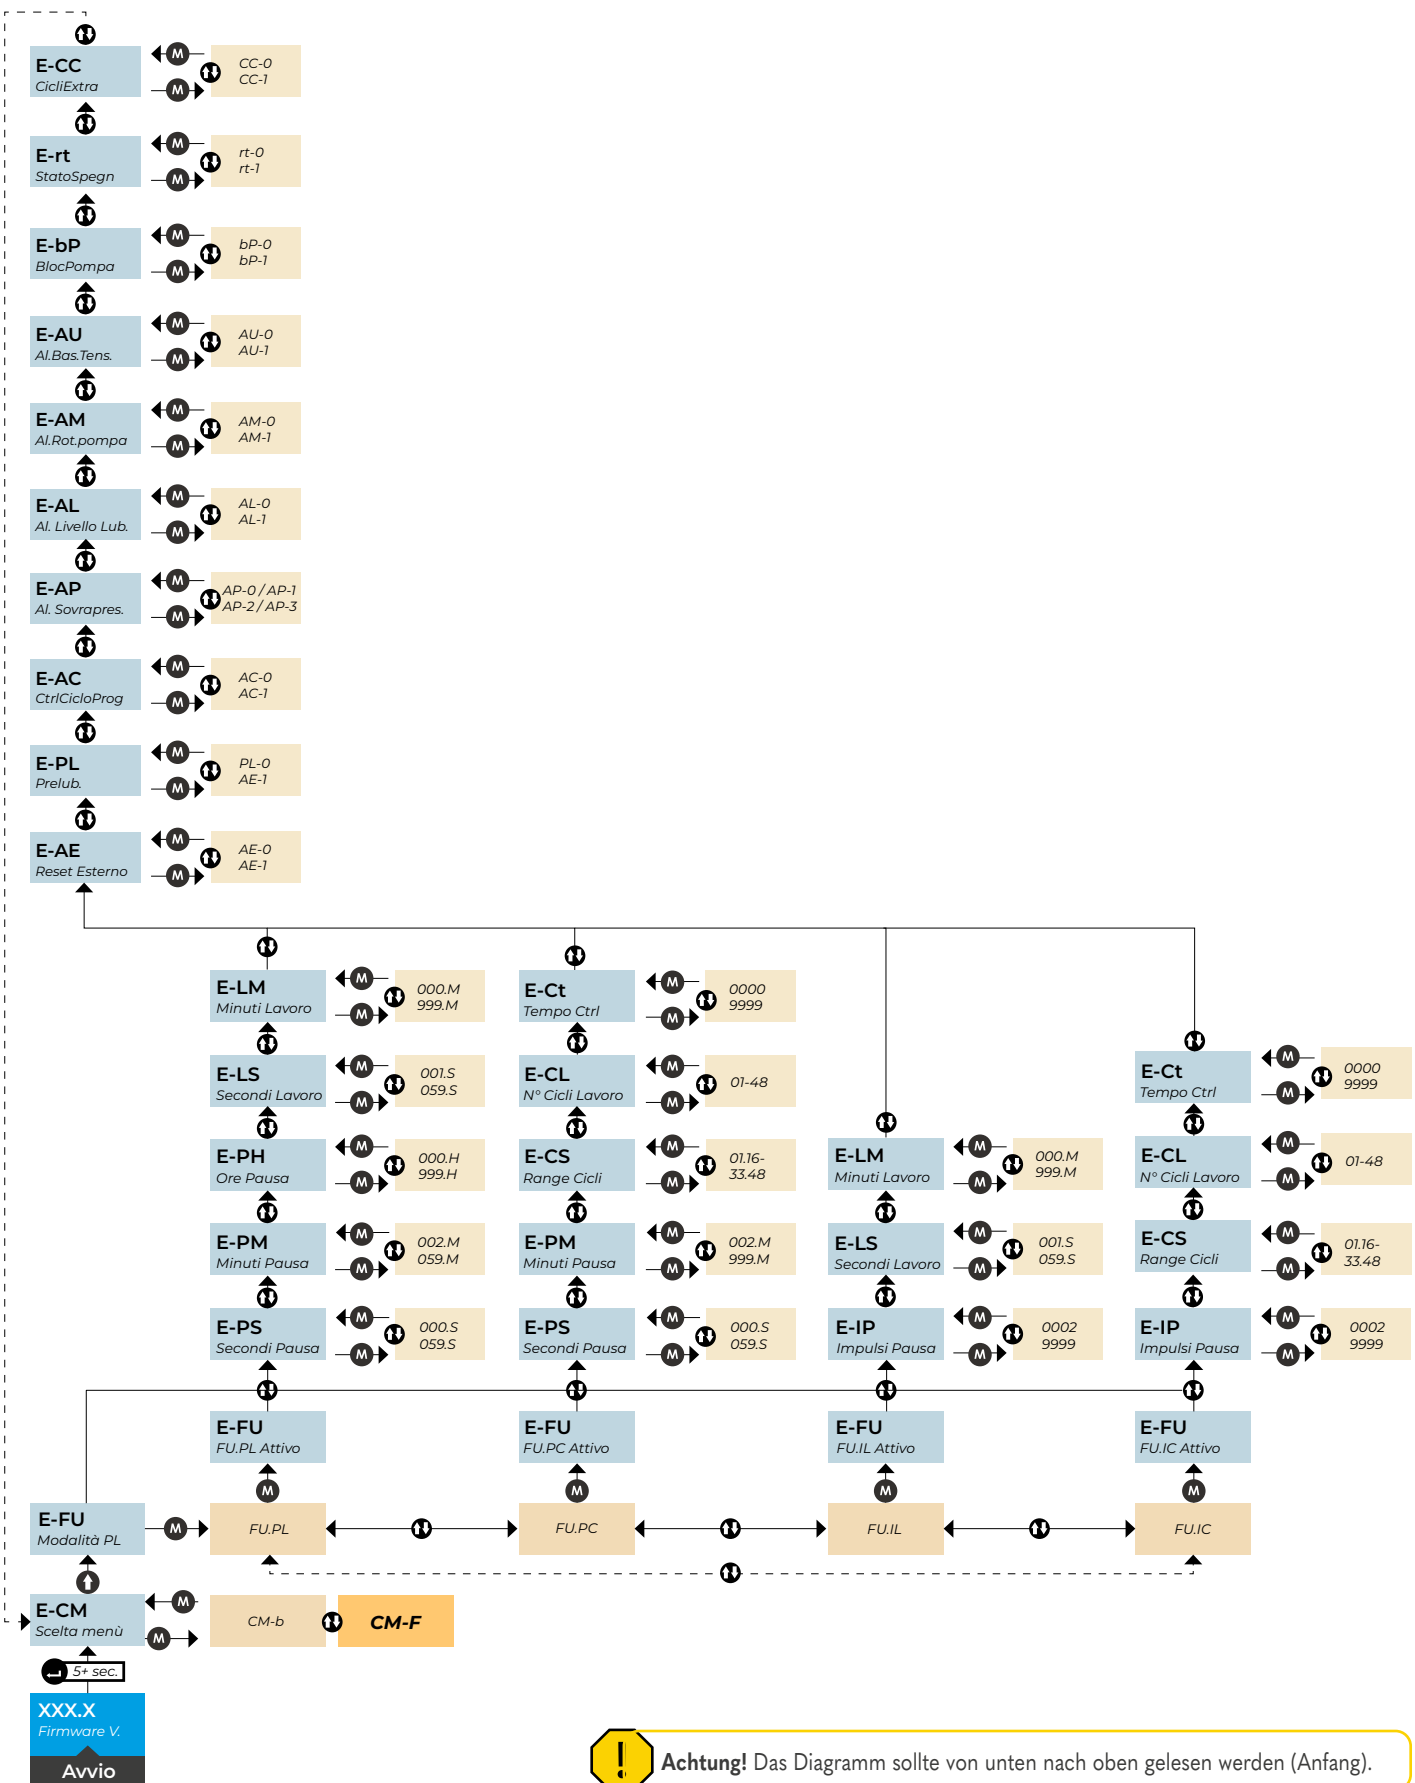 E-CC
CicliExtra
M
M
CC-0
CC-1
E-rt
StatoSpegn
M
M
rt-0
rt-1
E-bP
BlocPompa
M
M
bP-0
bP-1
E-AU
Al.Bas.Tens.
M
M
AU-0
AU-1
E-AM
Al.Rot.pompa
M
M
AM-0
AM-1
E-AL
Al. Livello Lub.
M
M
AL-0
AL-1
E-AP
Al. Sovrapres.
M
M
AP-0 / AP-1
AP-2 / AP-3
E-AC
CtrlCicloProg
M
M
AC-0
AC-1
E-PL
Prelub.
M
M
PL-0
AE-1
E-AE
Reset Esterno
M
M
AE-0
AE-1
E-LM
Minuti Lavoro
M
M
000.M
999.M
E-Ct
Tempo Ctrl
M
M
0000
9999
E-LS
Secondi Lavoro
M
M
001.S
059.S
E-CL
N° Cicli Lavoro
M
M
01-48
E-Ct
Tempo Ctrl
M
M
0000
9999
E-PH
Ore Pausa
M
M
000.H
999.H
E-CS
Range Cicli
M
M
01.16-
33.48
E-LM
Minuti Lavoro
M
M
000.M
999.M
E-CL
N° Cicli Lavoro
M
M
01-48
E-PM
Minuti Pausa
M
M
002.M
059.M
E-PM
Minuti Pausa
M
M
002.M
999.M
E-LS
Secondi Lavoro
M
M
001.S
059.S
E-CS
Range Cicli
M
M
01.16-
33.48
E-PS
Secondi Pausa
M
M
000.S
059.S
E-PS
Secondi Pausa
M
M
000.S
059.S
E-IP
Impulsi Pausa
M
M
0002
9999
E-IP
Impulsi Pausa
M
M
0002
9999
E-FU
FU.PL Attivo
E-FU
FU.PC Attivo
E-FU
FU.IL Attivo
E-FU
FU.IC Attivo
M
M
M
M
E-FU
Modalità PL
M
FU.PL
FU.PC
FU.IL
FU.IC
E-CM
Scelta menù
M
M
CM-b
CM-F
5+ sec.
XXX.X
Firmware V.
Avvio
! Achtung! Das Diagramm sollte von unten nach oben gelesen werden (Anfang).